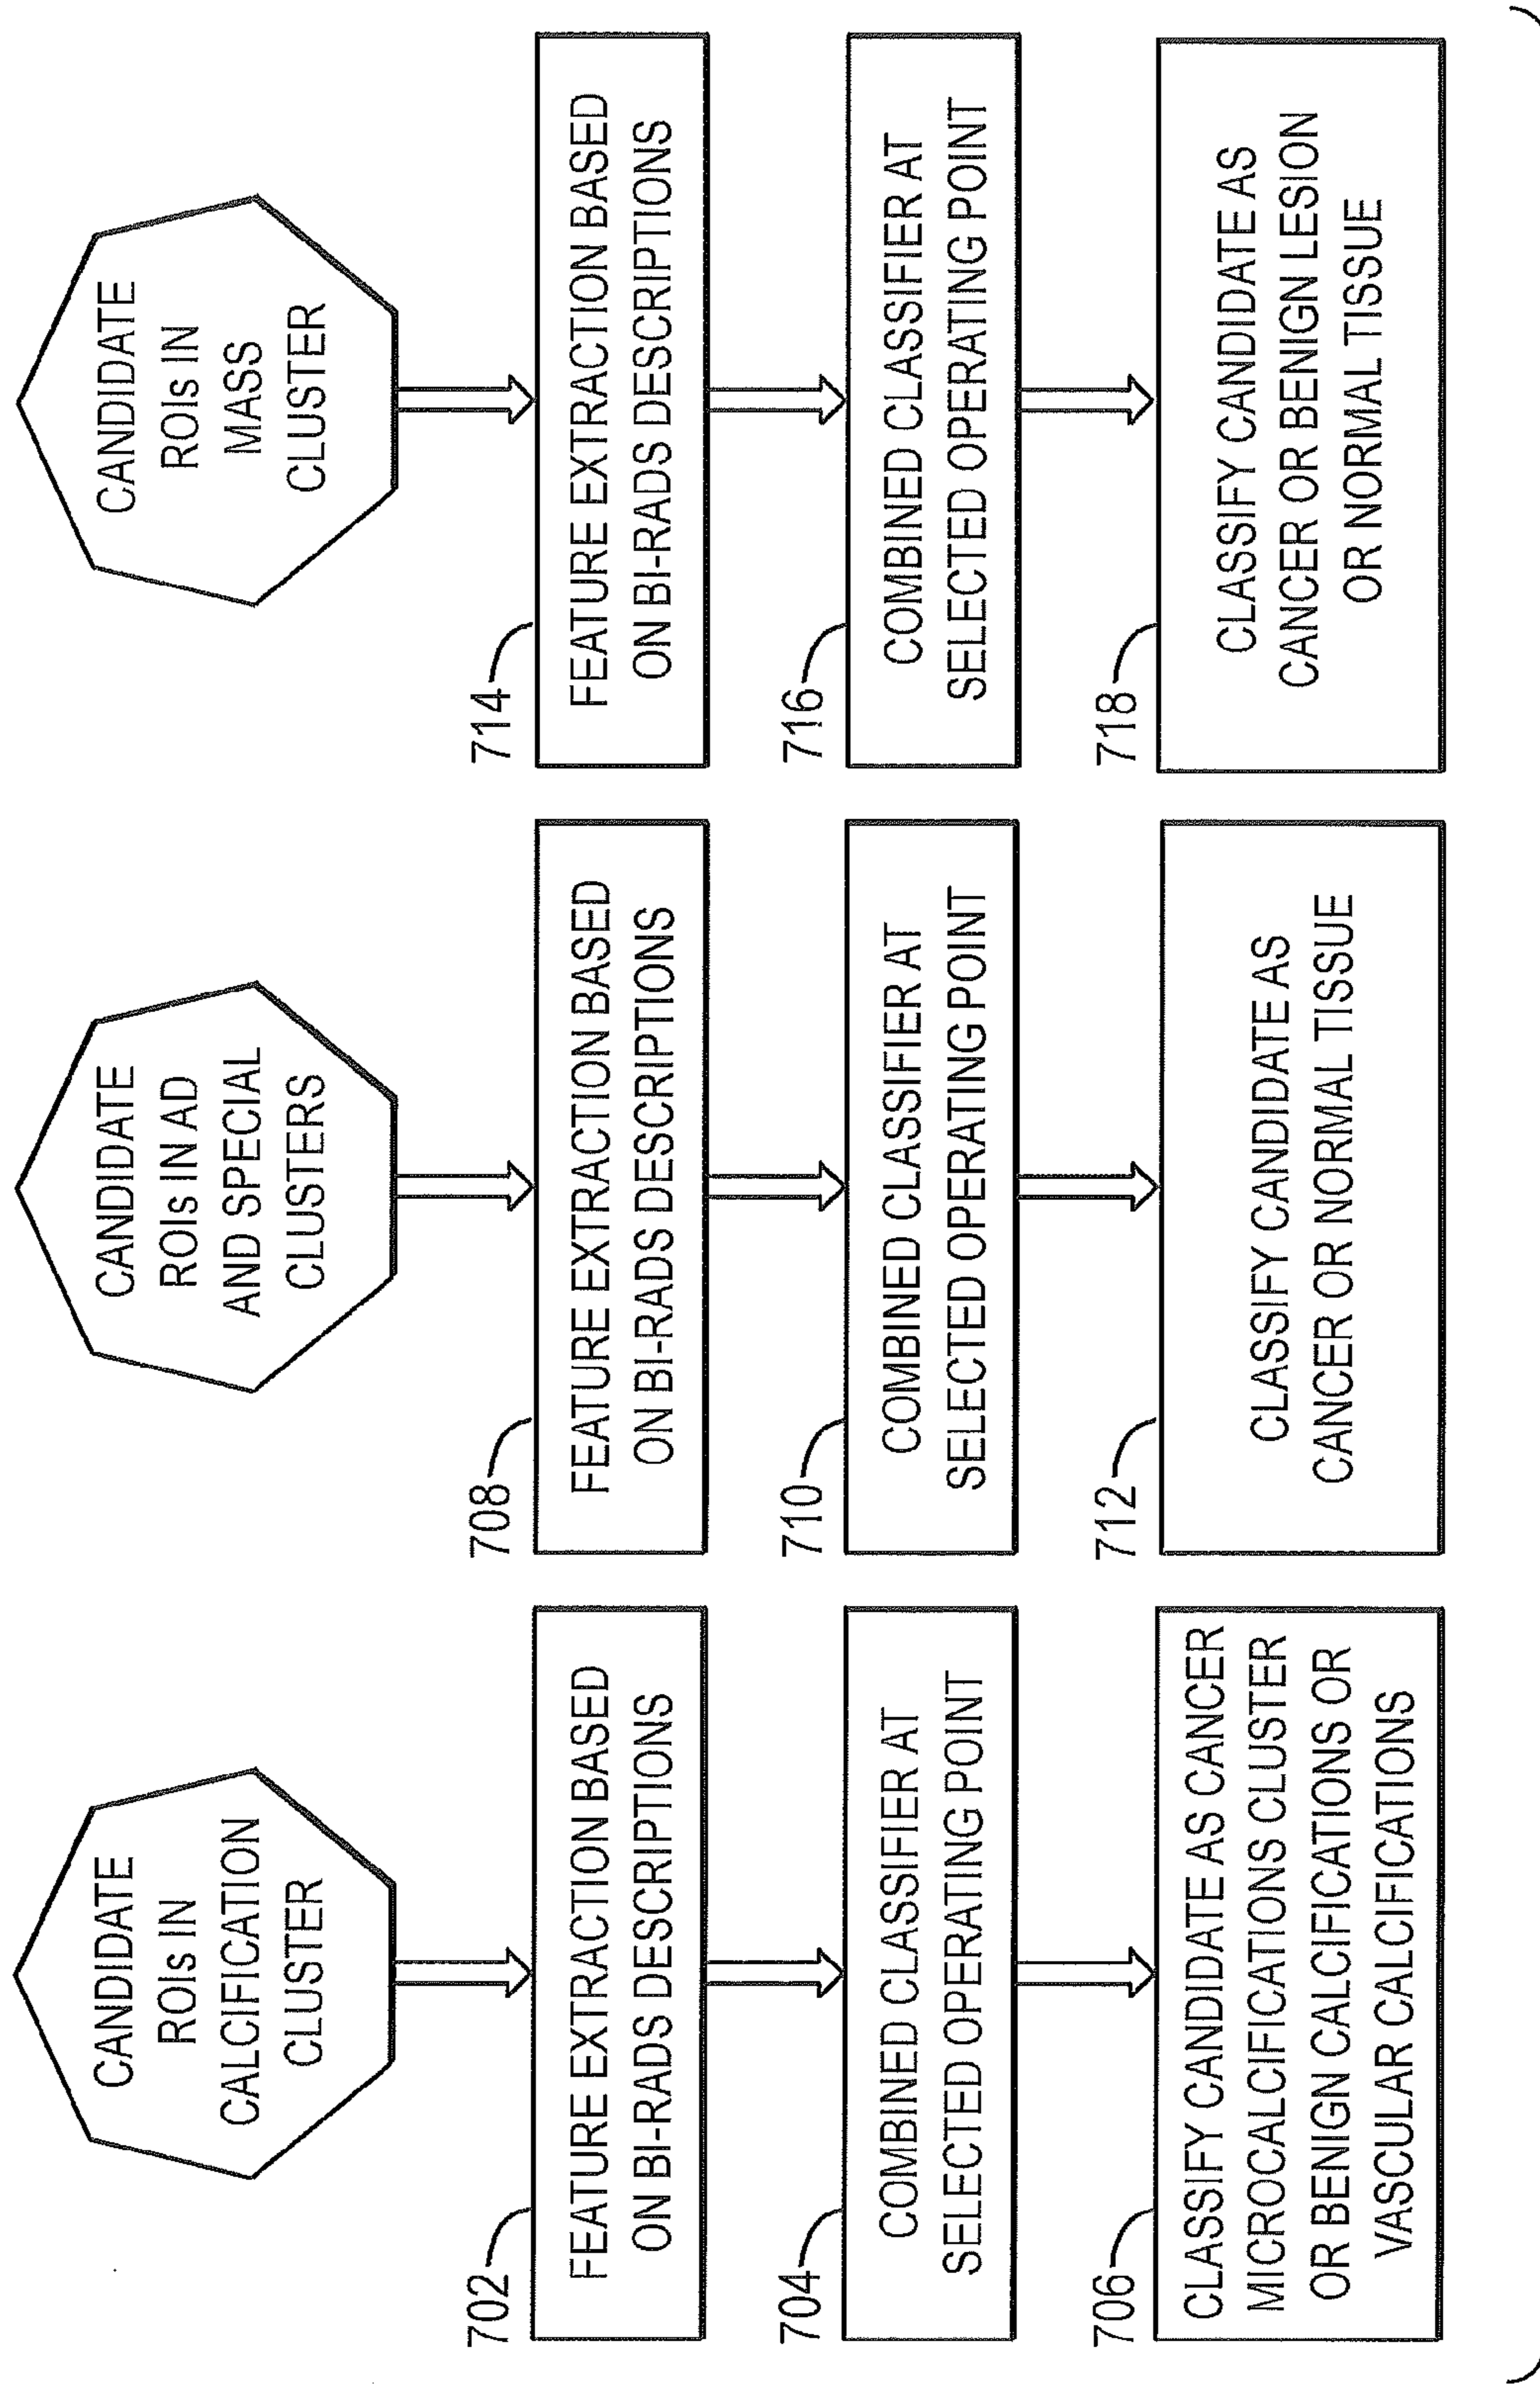 CANDIDATE
ROIs IN
CALCIFICATION
CLUSTER
702
FEATURE EXTRACTION BASED
ON BI-RADS DESCRIPTIONS
704
COMBINED CLASSIFIER AT
SELECTED OPERATING POINT
706
CLASSIFY CANDIDATE AS CANCER
MICROCALCIFICATIONS CLUSTER
OR BENIGN CALCIFICATIONS OR
VASCULAR CALCIFICATIONS
CANDIDATE
ROIs IN AD
AND SPECIAL
CLUSTERS
708
FEATURE EXTRACTION BASED
ON BI-RADS DESCRIPTIONS
710
COMBINED CLASSIFIER AT
SELECTED OPERATING POINT
712
CLASSIFY CANDIDATE AS
CANCER OR NORMAL TISSUE
CANDIDATE
ROIs IN
MASS
CLUSTER
714
FEATURE EXTRACTION BASED
ON BI-RADS DESCRIPTIONS
716
COMBINED CLASSIFIER AT
SELECTED OPERATING POINT
718
CLASSIFY CANDIDATE AS
CANCER OR BENIGN LESION
OR NORMAL TISSUE